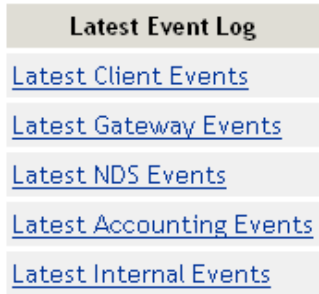 Latest Event Log
Latest Client Events
Latest Gateway Events
Latest NDS Events
Latest Accounting Events
Latest Internal Events